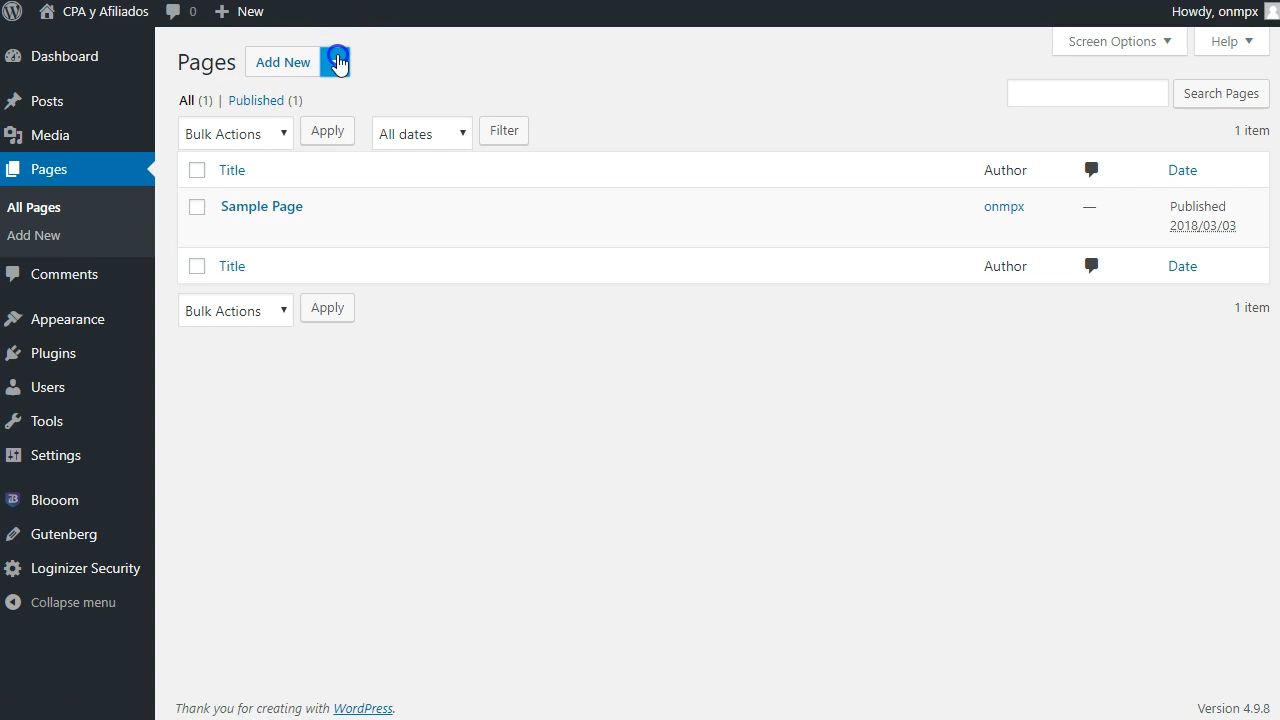 CPA y Afiliados 0 New Howdy, onmpx
Dashboard
Posts
Media
Pages
All Pages
Add New
Comments
Appearance
Plugins
Users
Tools
Settings
Blooom
Gutenberg
Loginizer Security
Collapse menu
Screen Options ▼ Help ▼
Pages Add New
All (1) | Published (1)
Search Pages
Bulk Actions Apply All dates Filter 1 item
Title Author Date
Sample Page onmpx — Published
2018/03/03
Title Author Date
Bulk Actions Apply 1 item
Thank you for creating with WordPress. Version 4.9.8